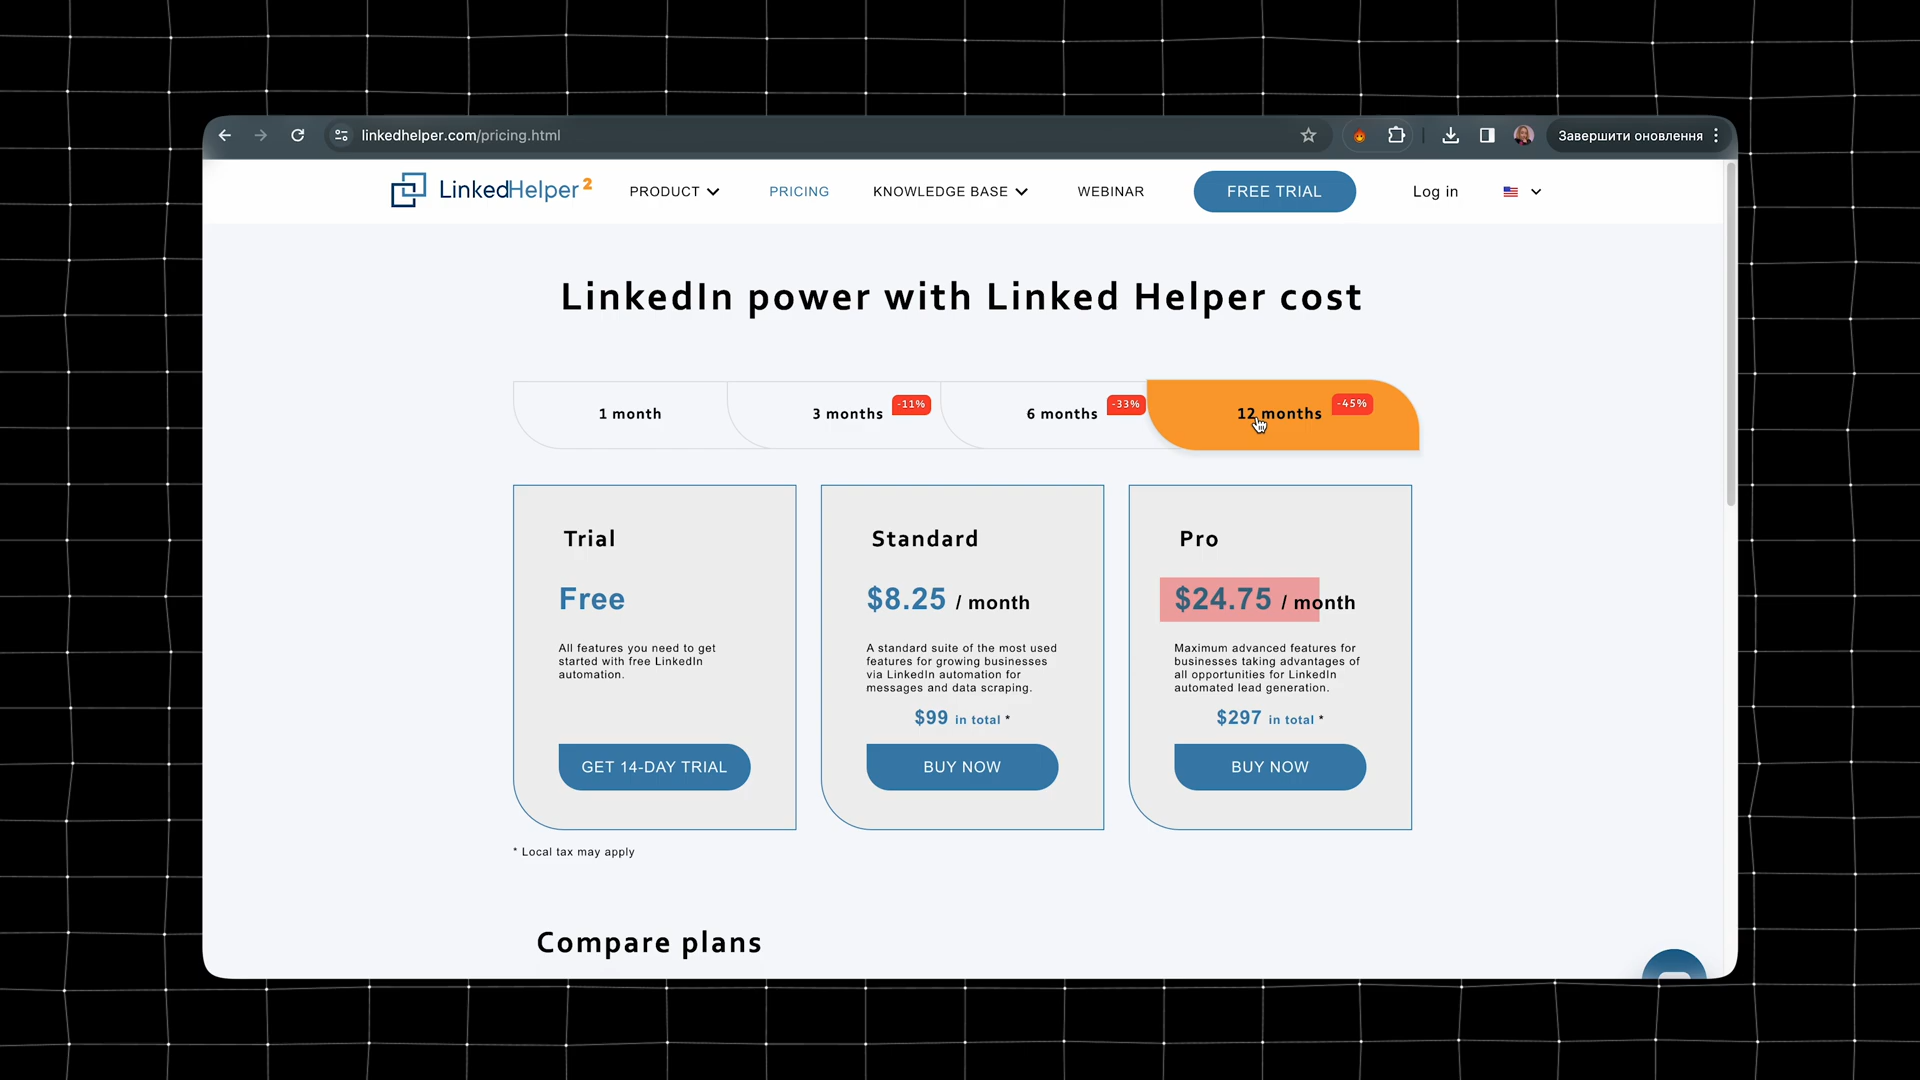 linkedhelper.com/pricing.html
Завершити оновлення
LinkedHelper 2
PRODUCT
PRICING
KNOWLEDGE BASE
WEBINAR
FREE TRIAL
Log in
LinkedIn power with Linked Helper cost
1 month
3 months
-11%
6 months
-33%
12 months
-45%
Trial
Free
All features you need to get
started with free LinkedIn
automation.
GET 14-DAY TRIAL
Standard
$8.25 / month
A standard suite of the most used
features for growing businesses
via LinkedIn automation for
messages and data scraping.
$99 in total *
BUY NOW
Pro
$24.75 / month
Maximum advanced features for
businesses taking advantages of
all opportunities for LinkedIn
automated lead generation.
$297 in total *
BUY NOW
* Local tax may apply
Compare plans